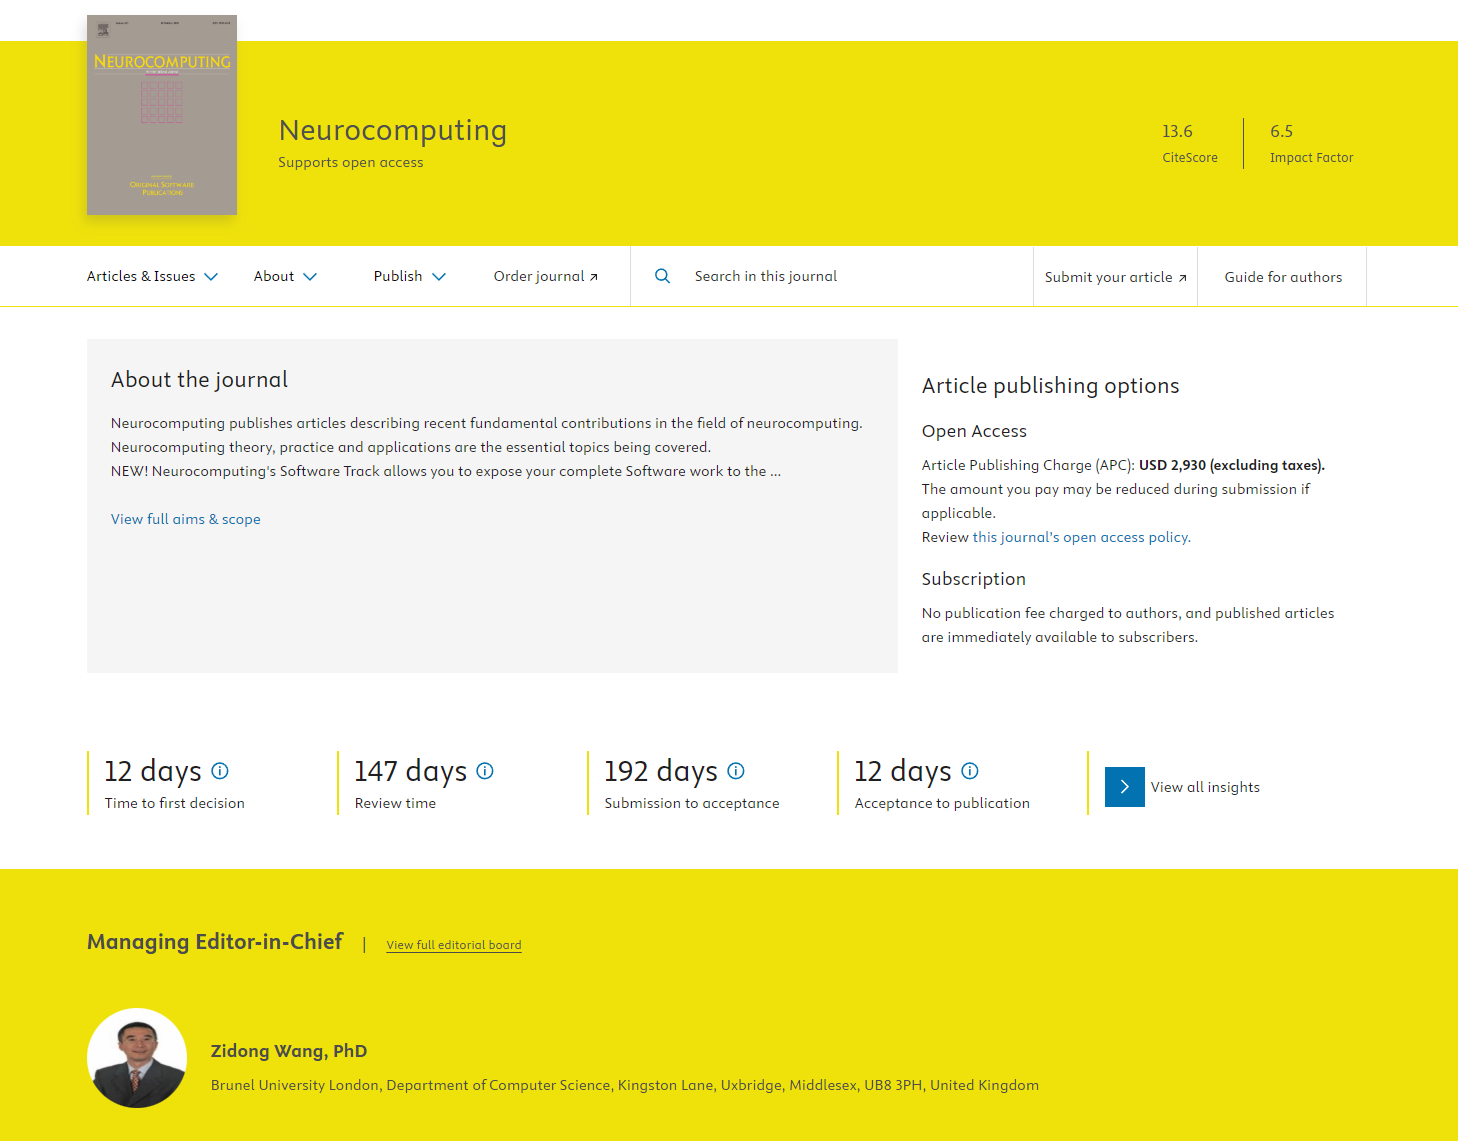 NEUROCOMPUTING
ORIGINAL SOFTWARE
PUBLICATIONS
Neurocomputing
Supports open access
13.6
CiteScore
6.5
Impact Factor
Articles & Issues
About
Publish
Order journal
Search in this journal
Submit your article
Guide for authors
About the journal
Neurocomputing publishes articles describing recent fundamental contributions in the field of neurocomputing.
Neurocomputing theory, practice and applications are the essential topics being covered.
NEW! Neurocomputing's Software Track allows you to expose your complete Software work to the ...
View full aims & scope
Article publishing options
Open Access
Article Publishing Charge (APC): USD 2,930 (excluding taxes).
The amount you pay may be reduced during submission if
applicable.
Review this journal's open access policy.
Subscription
No publication fee charged to authors, and published articles
are immediately available to subscribers.
12 days
Time to first decision
147 days
Review time
192 days
Submission to acceptance
12 days
Acceptance to publication
View all insights
Managing Editor-in-Chief | View full editorial board
Zidong Wang, PhD
Brunel University London, Department of Computer Science, Kingston Lane, Uxbridge, Middlesex, UB8 3PH, United Kingdom